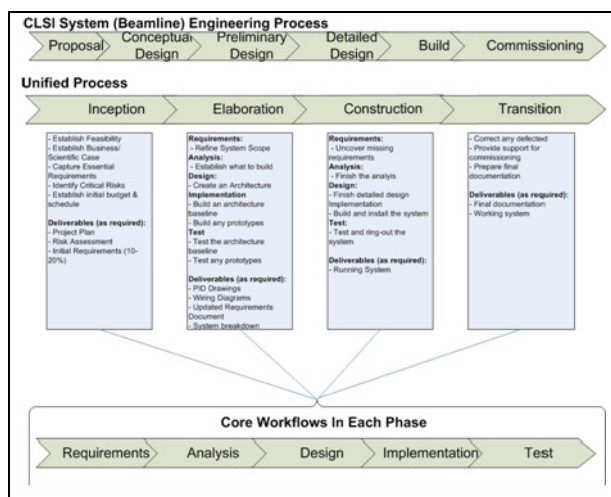 CLSI System (Beamline) Engineering Process
Proposal
Conceptual
Design
Preliminary
Design
Detailed
Design
Build
Commissioning
Unified Process
Inception
Elaboration
Construction
Transition
- Establish Feasibility
- Establish Business/
Scientific Case
- Capture Essential
Requirements
- Identify Critical Risks
- Establish initial budget &
schedule
Deliverables (as required):
- Project Plan
- Risk Assessment
- Initial Requirements (10-
20%)
Requirements:
- Refine System Scope
Analysis:
- Establish what to build
Design:
- Create an Architecture
Implementation
- Build an architecture
baseline
- Build any prototypes
Test
- Test the architecture
baseline
- Test any prototypes
Deliverables (as required):
- PID Drawings
- Wiring Diagrams
- Updated Requirements
Document
- System breakdown
Requirements:
- Uncover missing
requirements
Analysis:
- Finish the analyis
Design:
- Finish detailed design
Implementation
- Build and install the system
Test:
- Test and ring-out the
system
Deliverables (as required):
- Running System
- Correct any defected
- Provide support for
commissioning
- Prepare final
documentation
Deliverables (as required):
- Final documentation
- Working system
Core Workflows In Each Phase
Requirements
Analysis
Design
Implementation
Test